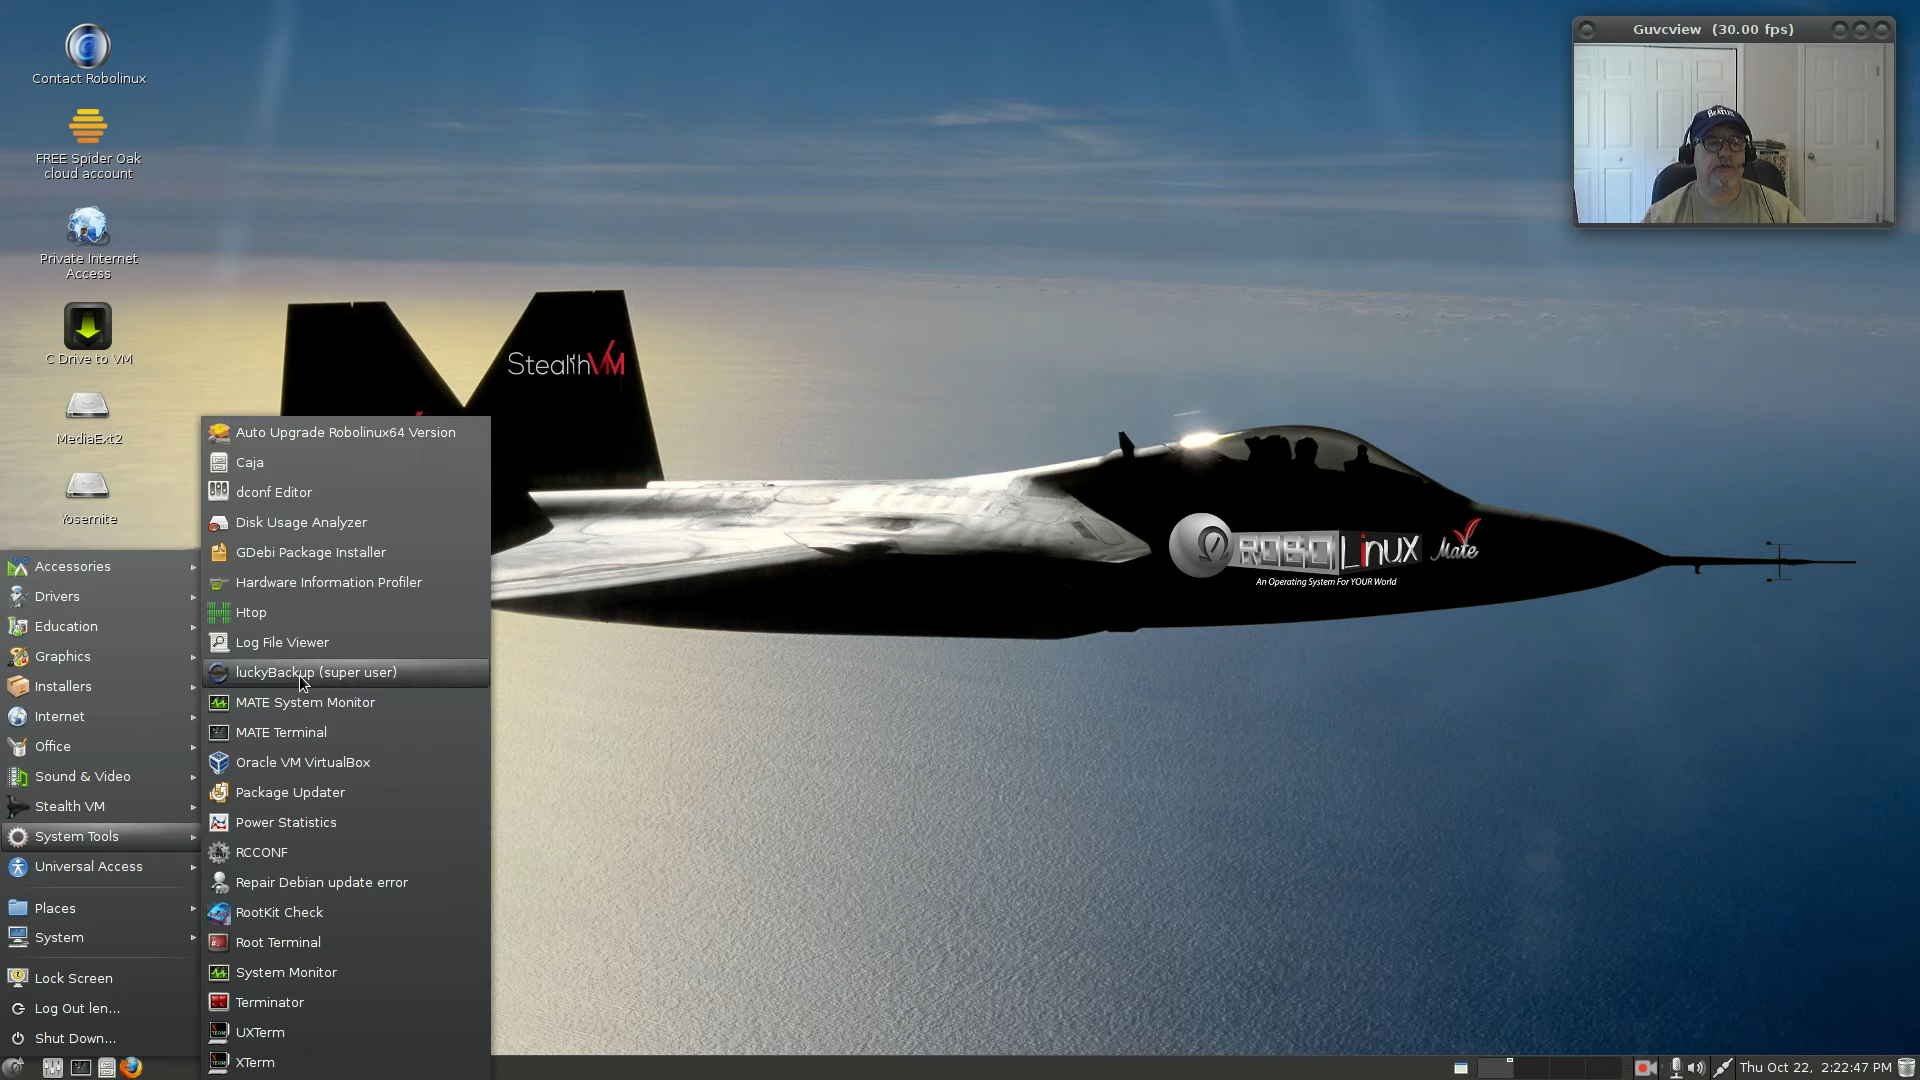 Contact Robolinux
FREE Spider Oak
cloud account
Private Internet
Access
C Drive to VM
MediaExt2
Yosemite
Guvcview (30.00 fps)
BEATLES
StealthVM
ROBOLinux Mate
An Operating System For YOUR World
Accessories
Drivers
Education
Graphics
Installers
Internet
Office
Sound & Video
Stealth VM
System Tools
Universal Access
Places
System
Lock Screen
Log Out len...
Shut Down...
Auto Upgrade Robolinux64 Version
Caja
dconf Editor
Disk Usage Analyzer
GDebi Package Installer
Hardware Information Profiler
Htop
Log File Viewer
luckyBackup (super user)
MATE System Monitor
MATE Terminal
Oracle VM VirtualBox
Package Updater
Power Statistics
RCCONF
Repair Debian update error
RootKit Check
Root Terminal
System Monitor
Terminator
UXTerm
XTerm
Thu Oct 22, 2:22:47 PM